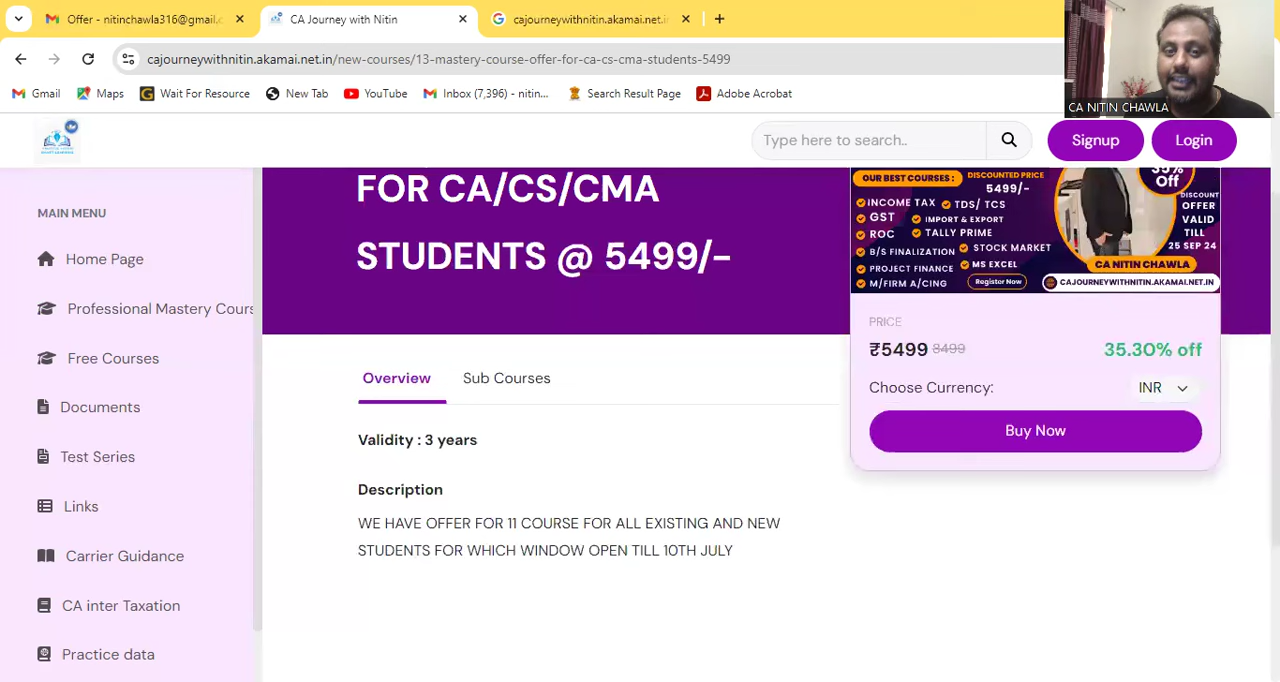 Offer - nitinchawla316@gmail.c
CA Journey with Nitin
cajourneywithnitin.akamai.net.i
cajourneywithnitin.akamai.net.in/new-courses/13-mastery-course-offer-for-ca-cs-cma-students-5499
Gmail
Maps
Wait For Resource
New Tab
YouTube
Inbox (7,396) - nitin...
Search Result Page
Adobe Acrobat
CA NITIN CHAWLA
Type here to search..
Signup
Login
MAIN MENU
Home Page
Professional Mastery Cours
Free Courses
Documents
Test Series
Links
Carrier Guidance
CA inter Taxation
Practice data
FOR CA/CS/CMA
STUDENTS @ 5499/-
OUR BEST COURSES :
DISCOUNTED PRICE
5499/-
35%
Off
INCOME TAX
TDS/ TCS
GST
IMPORT & EXPORT
ROC
TALLY PRIME
B/S FINALIZATION
STOCK MARKET
PROJECT FINANCE
MS EXCEL
M/FIRM A/CING
Register Now
DISCOUNT
OFFER
VALID
TILL
25 SEP 24
CA NITIN CHAWLA
CAJOURNEYWITHNITIN.AKAMAI.NET.IN
PRICE
₹5499 8499
35.30% off
Choose Currency:
INR
Buy Now
Overview
Sub Courses
Validity : 3 years
Description
WE HAVE OFFER FOR 11 COURSE FOR ALL EXISTING AND NEW
STUDENTS FOR WHICH WINDOW OPEN TILL 10TH JULY